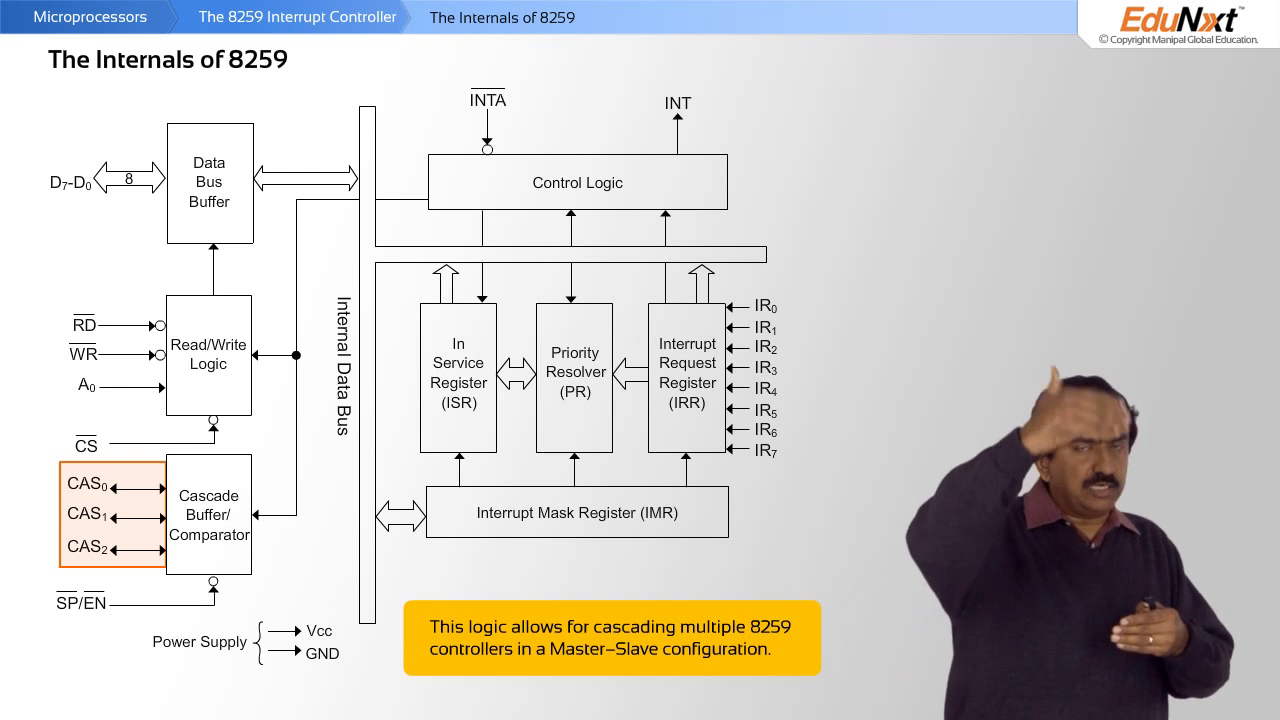 Microprocessors
The 8259 Interrupt Controller
The Internals of 8259
EduNxt™
© Copyright Manipal Global Education.
The Internals of 8259
INTA
INT
D7-D0
8
Data
Bus
Buffer
Control Logic
Internal Data Bus
RD
WR
A0
CS
Read/Write
Logic
In
Service
Register
(ISR)
Priority
Resolver
(PR)
Interrupt
Request
Register
(IRR)
IR0
IR1
IR2
IR3
IR4
IR5
IR6
IR7
CAS0
CAS1
CAS2
Cascade
Buffer/
Comparator
Interrupt Mask Register (IMR)
SP/EN
Power Supply
Vcc
GND
This logic allows for cascading multiple 8259
controllers in a Master–Slave configuration.